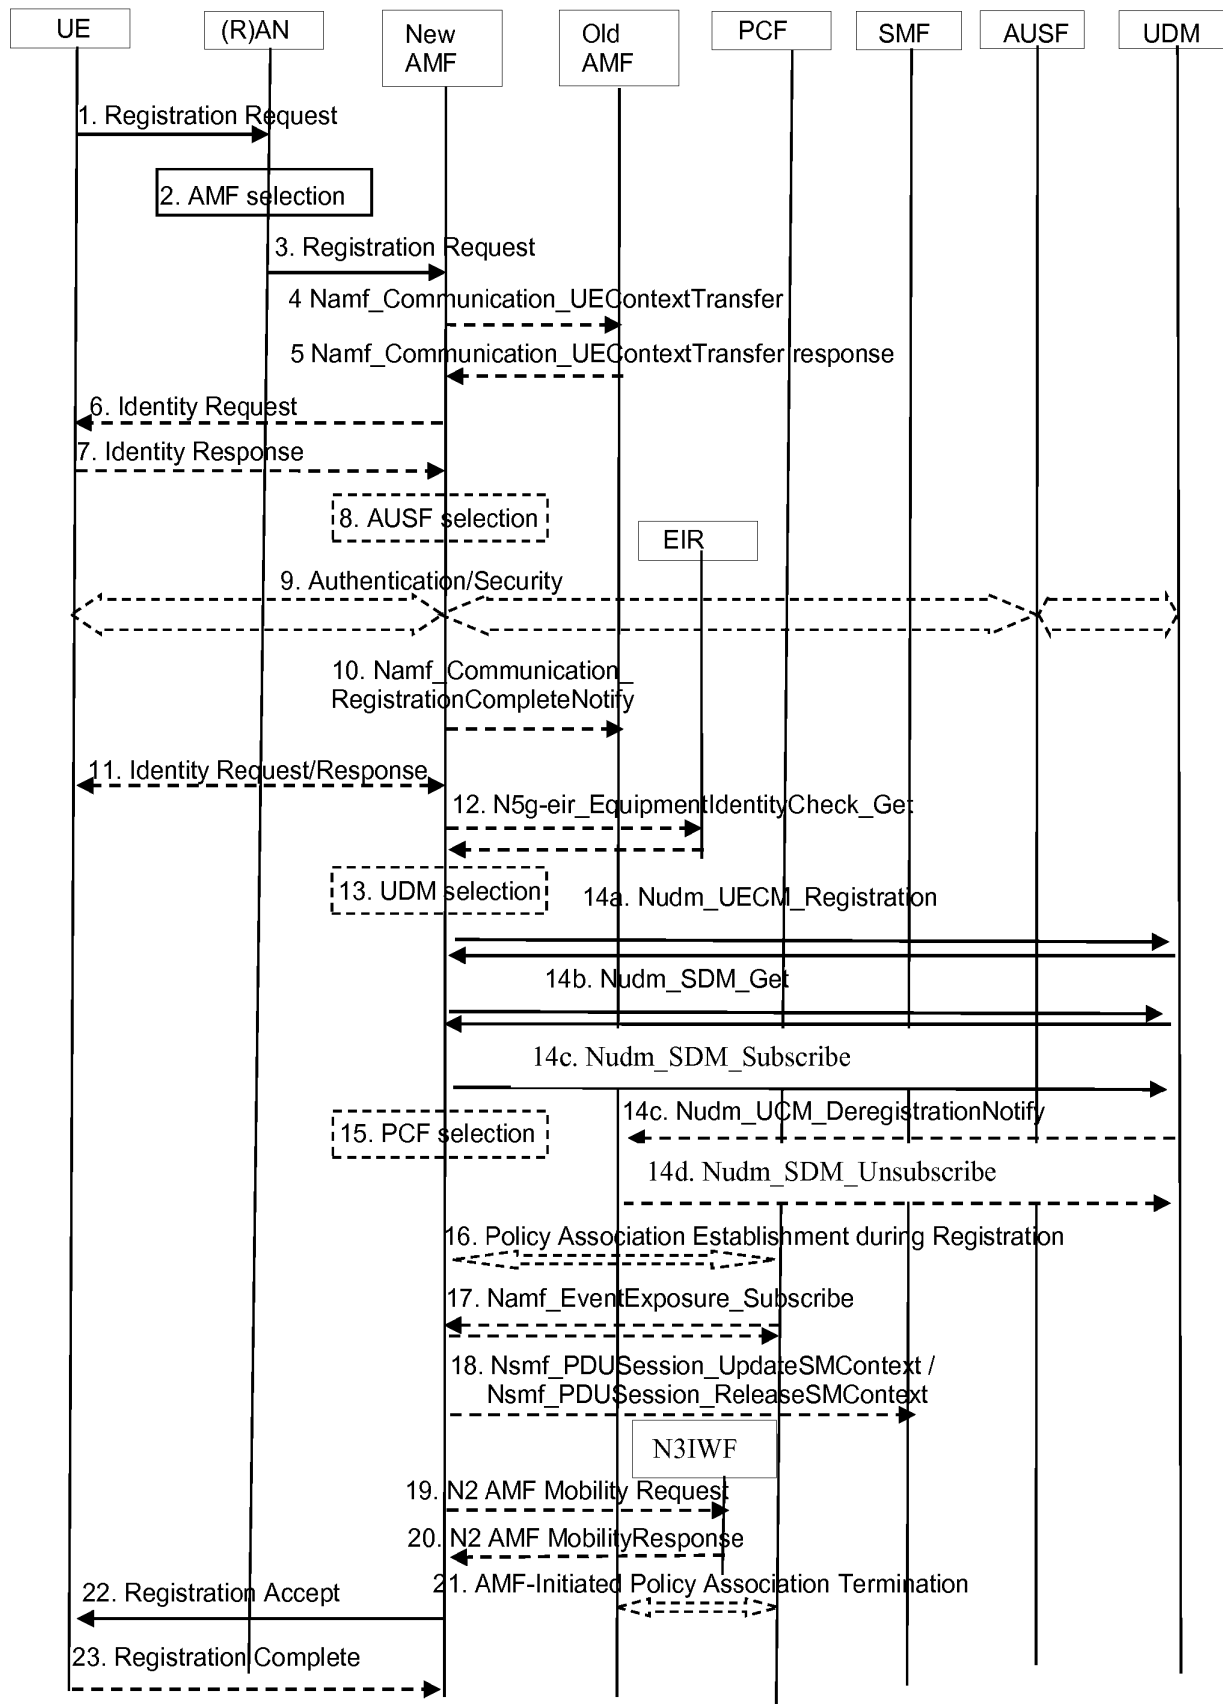 UE
(R)AN
New
AMF
Old
AMF
PCF
SMF
AUSF
UDM
1. Registration Request
2. AMF selection
3. Registration Request
4 Namf_Communication_UEContextTransfer
5 Namf_Communication_UEContextTransfer response
6. Identity Request
7. Identity Response
8. AUSF selection
EIR
9. Authentication/Security
10. Namf_Communication_
RegistrationCompleteNotify
11. Identity Request/Response
12. N5g-eir_EquipmentIdentityCheck_Get
13. UDM selection
14a. Nudm_UECM_Registration
14b. Nudm_SDM_Get
14c. Nudm_SDM_Subscribe
14c. Nudm_UCM_DeregistrationNotify
15. PCF selection
14d. Nudm_SDM_Unsubscribe
16. Policy Association Establishment during Registration
17. Namf_EventExposure_Subscribe
18. Nsmf_PDUSession_UpdateSMContext /
Nsmf_PDUSession_ReleaseSMContext
N3IWF
19. N2 AMF Mobility Request
20. N2 AMF MobilityResponse
21. AMF-Initiated Policy Association Termination
22. Registration Accept
23. Registration Complete